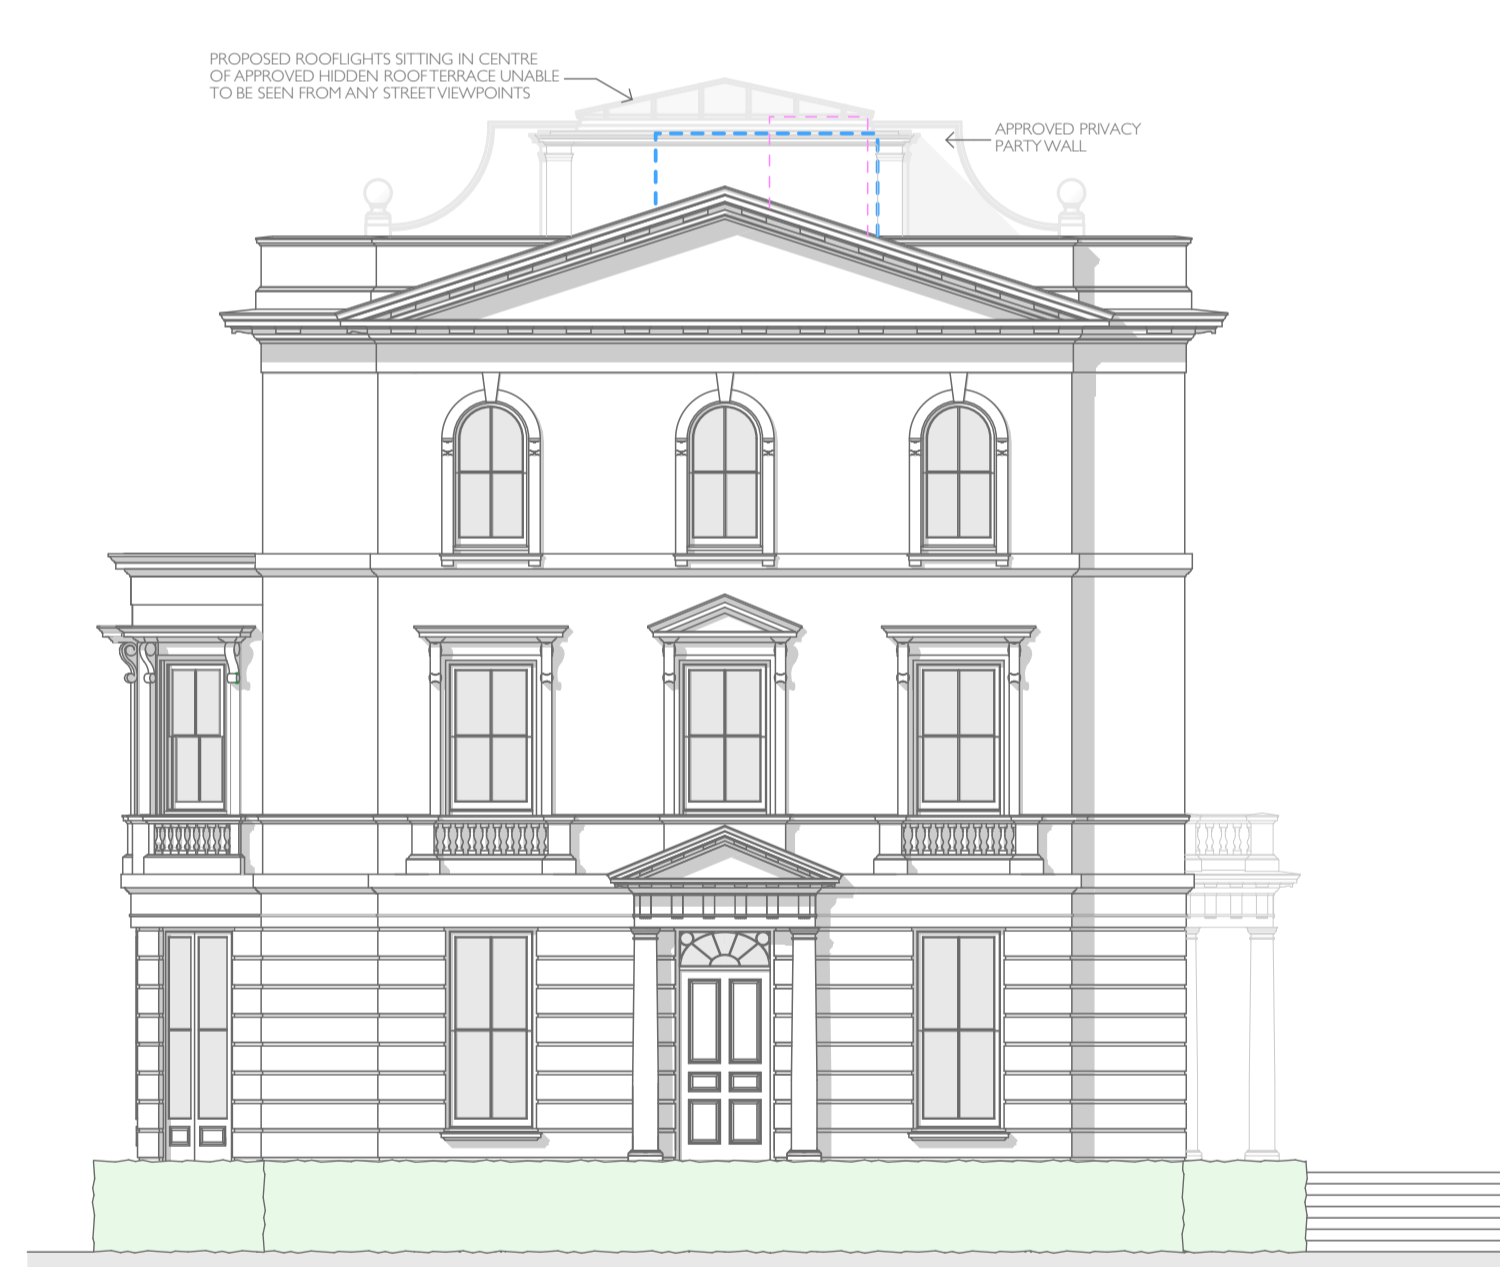 PROPOSED ROOFLIGHTS SITTING IN CENTRE
OF APPROVED HIDDEN ROOF TERRACE UNABLE
TO BE SEEN FROM ANY STREET VIEWPOINTS
APPROVED PRIVACY
PARTY WALL